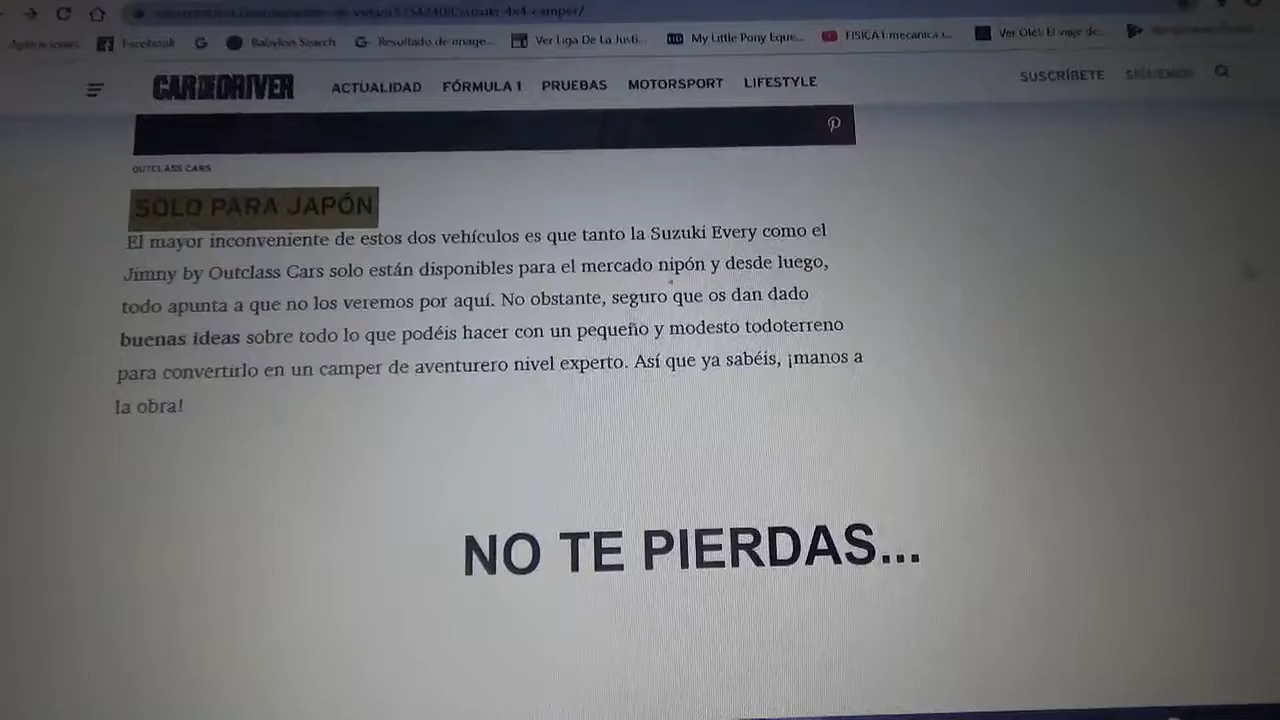 suzuki-4x4-camper/
Aplicaciones Facebook G Babylon Search Resultado de image... Ver Liga De La Justi... My Little Pony Eque... FISICA I mecanica t... Ver Olé! El viaje de...
CAR AND DRIVER ACTUALIDAD FÓRMULA 1 PRUEBAS MOTORSPORT LIFESTYLE SUSCRÍBETE SÍGUENOS
OUTCLASS CARS
SOLO PARA JAPÓN
El mayor inconveniente de estos dos vehículos es que tanto la Suzuki Every como el
Jimny by Outclass Cars solo están disponibles para el mercado nipón y desde luego,
todo apunta a que no los veremos por aquí. No obstante, seguro que os dan dado
buenas ideas sobre todo lo que podéis hacer con un pequeño y modesto todoterreno
para convertirlo en un camper de aventurero nivel experto. Así que ya sabéis, ¡manos a
la obra!
NO TE PIERDAS...